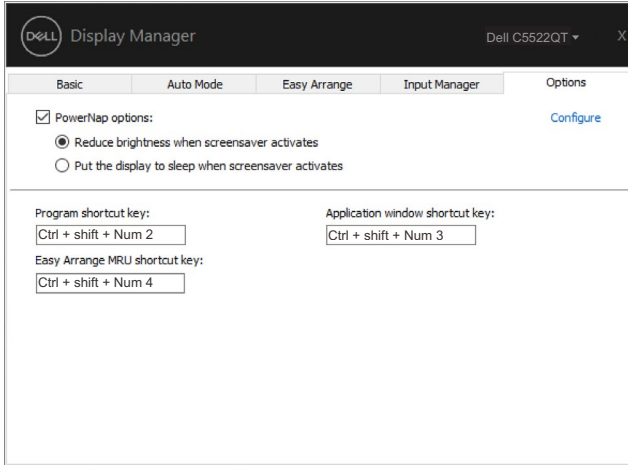 DELL Display Manager Dell C5522QT X
Basic Auto Mode Easy Arrange Input Manager Options
PowerNap options: Configure
Reduce brightness when screensaver activates
Put the display to sleep when screensaver activates
Program shortcut key: Application window shortcut key:
Ctrl + shift + Num 2 Ctrl + shift + Num 3
Easy Arrange MRU shortcut key:
Ctrl + shift + Num 4